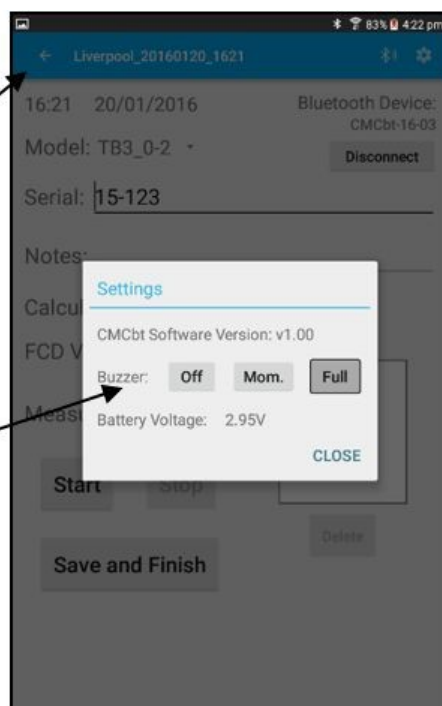 83% 4:22 pm
Liverpool_20160120_1621
16:21 20/01/2016
Bluetooth Device:
CMCbt-16-03
Model: TB3_0-2
Disconnect
Serial: 15-123
Notes:
Calcul
FCD V
Measu
Settings
CMCbt Software Version: v1.00
Buzzer: Off Mom. Full
Battery Voltage: 2.95V
CLOSE
Start Stop
Delete
Save and Finish